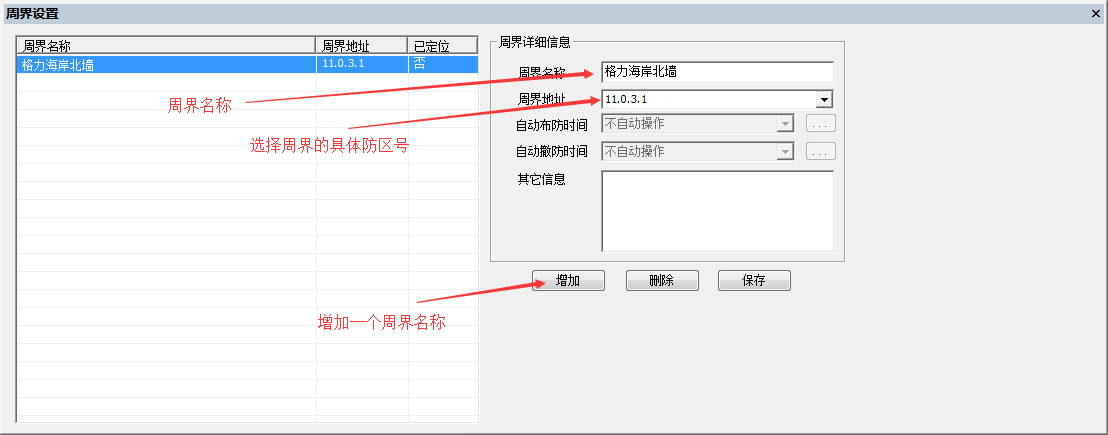 周界设置
周界名称 周界地址 已定位
格力海岸北墙 11.0.3.1 否
周界详细信息
周界名称 格力海岸北墙
周界地址 11.0.3.1
自动布防时间 不自动操作 ...
自动撤防时间 不自动操作 ...
其它信息
增加 删除 保存
周界名称
选择周界的具体防区号
增加一个周界名称